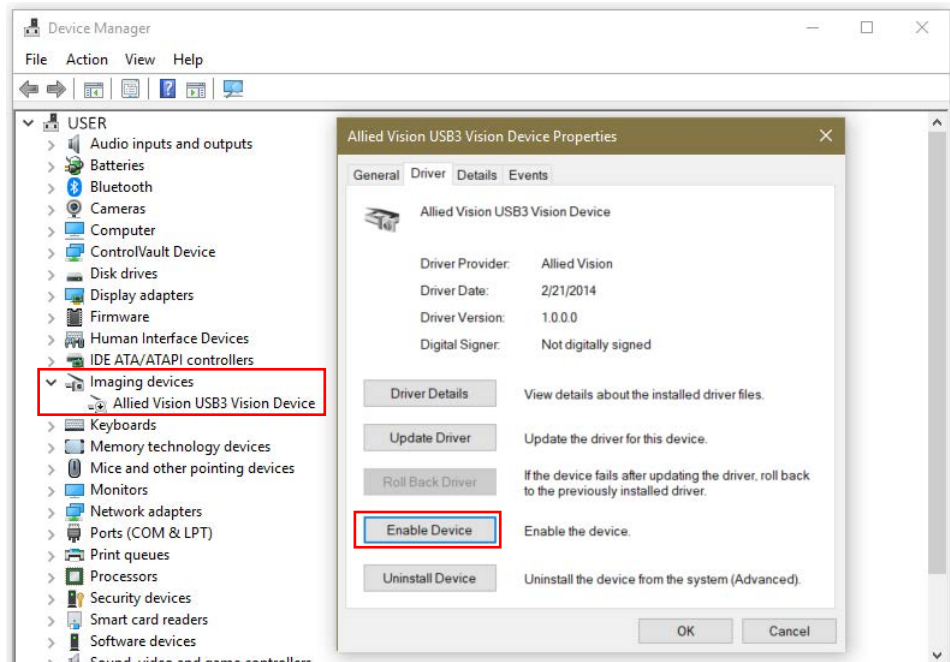 Device Manager
File Action View Help
USER
Audio inputs and outputs
Batteries
Bluetooth
Cameras
Computer
ControlVault Device
Disk drives
Display adapters
Firmware
Human Interface Devices
IDE ATA/ATAPI controllers
Imaging devices
Allied Vision USB3 Vision Device
Keyboards
Memory technology devices
Mice and other pointing devices
Monitors
Network adapters
Ports (COM & LPT)
Print queues
Processors
Security devices
Smart card readers
Software devices
Sound, video and game controllers
Allied Vision USB3 Vision Device Properties
General Driver Details Events
Allied Vision USB3 Vision Device
Driver Provider: Allied Vision
Driver Date: 2/21/2014
Driver Version: 1.0.0.0
Digital Signer: Not digitally signed
Driver Details View details about the installed driver files.
Update Driver Update the driver for this device.
Roll Back Driver If the device fails after updating the driver, roll back
to the previously installed driver.
Enable Device Enable the device.
Uninstall Device Uninstall the device from the system (Advanced).
OK Cancel